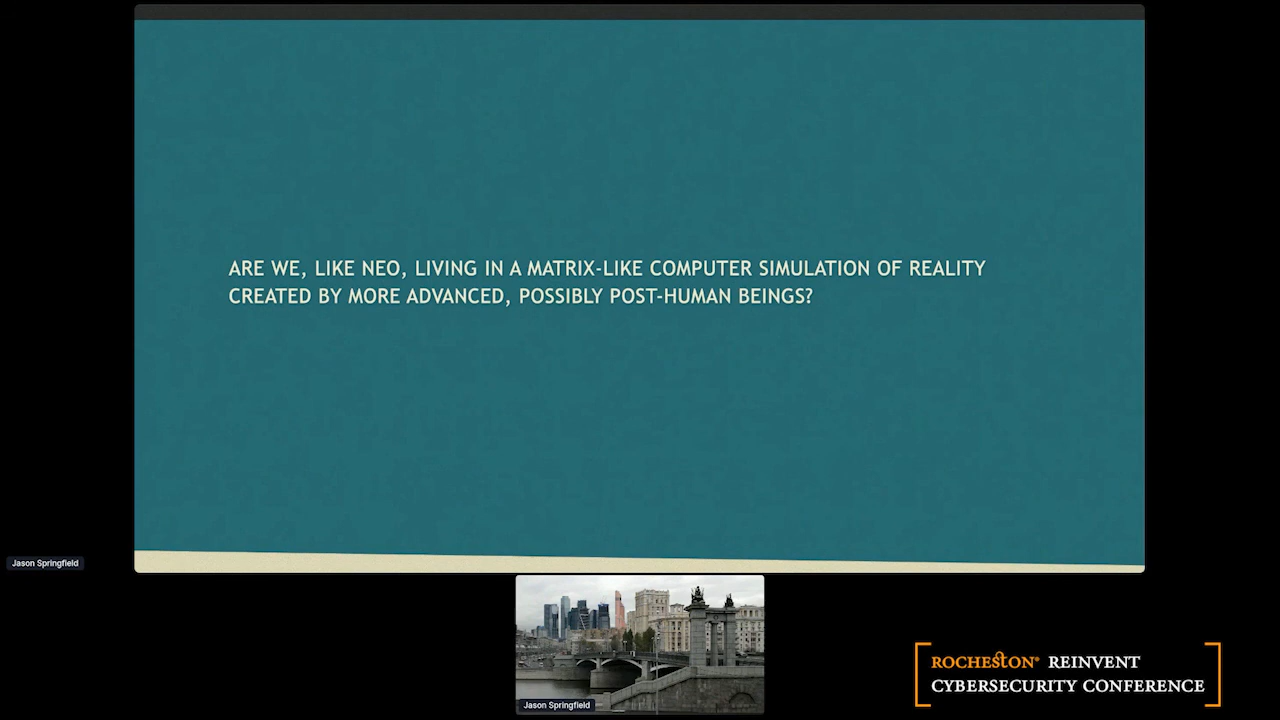 ARE WE, LIKE NEO, LIVING IN A MATRIX-LIKE COMPUTER SIMULATION OF REALITY
CREATED BY MORE ADVANCED, POSSIBLY POST-HUMAN BEINGS?
Jason Springfield
Jason Springfield
ROCHESTON® REINVENT
CYBERSECURITY CONFERENCE